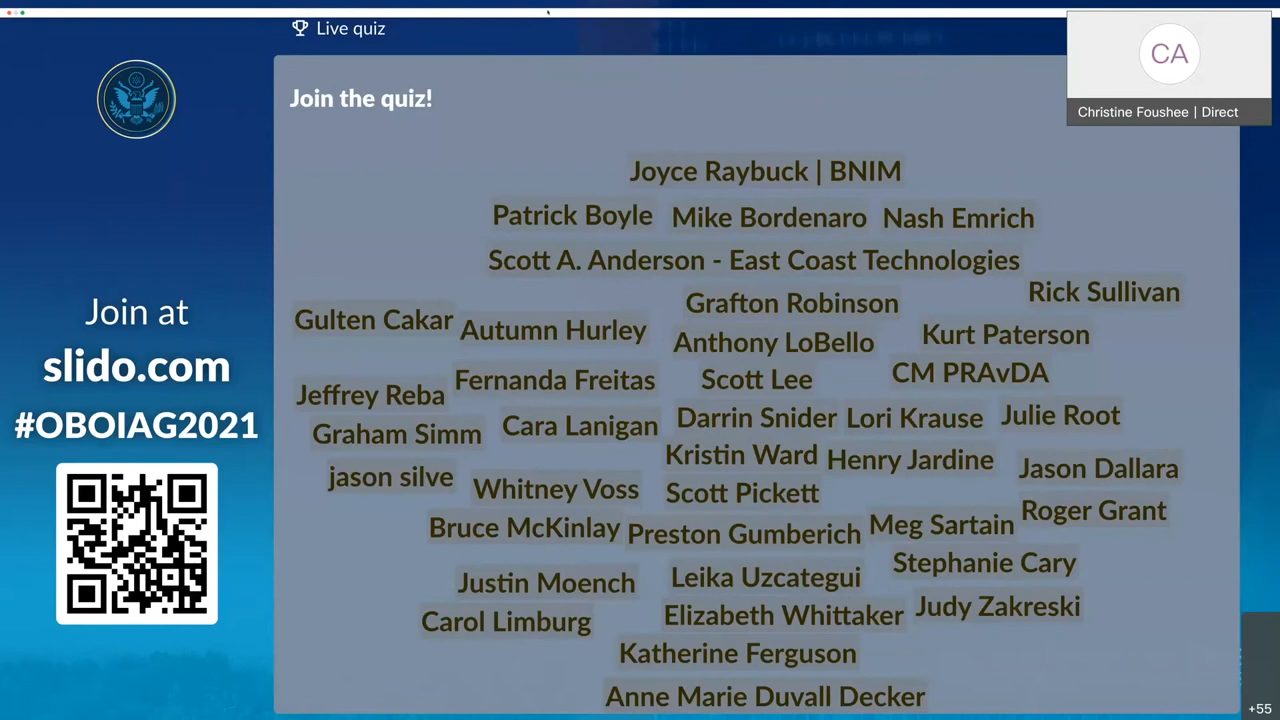 Live quiz
CA
Christine Foushee | Direct
Join the quiz!
Joyce Raybuck | BNIM
Patrick Boyle Mike Bordenaro Nash Emrich
Scott A. Anderson - East Coast Technologies
Rick Sullivan
Grafton Robinson
Gulten Cakar Autumn Hurley
Anthony LoBello Kurt Paterson
Fernanda Freitas Scott Lee CM PRAvDA
Jeffrey Reba
Graham Simm Cara Lanigan Darrin Snider Lori Krause Julie Root
Kristin Ward Henry Jardine Jason Dallara
jason silve Whitney Voss Scott Pickett
Roger Grant
Bruce McKinlay Preston Gumberich Meg Sartain
Stephanie Cary
Justin Moench Leika Uzcategui
Carol Limburg Elizabeth Whittaker Judy Zakreski
Katherine Ferguson
Anne Marie Duvall Decker
Join at
slido.com
#OBOIAG2021
+55